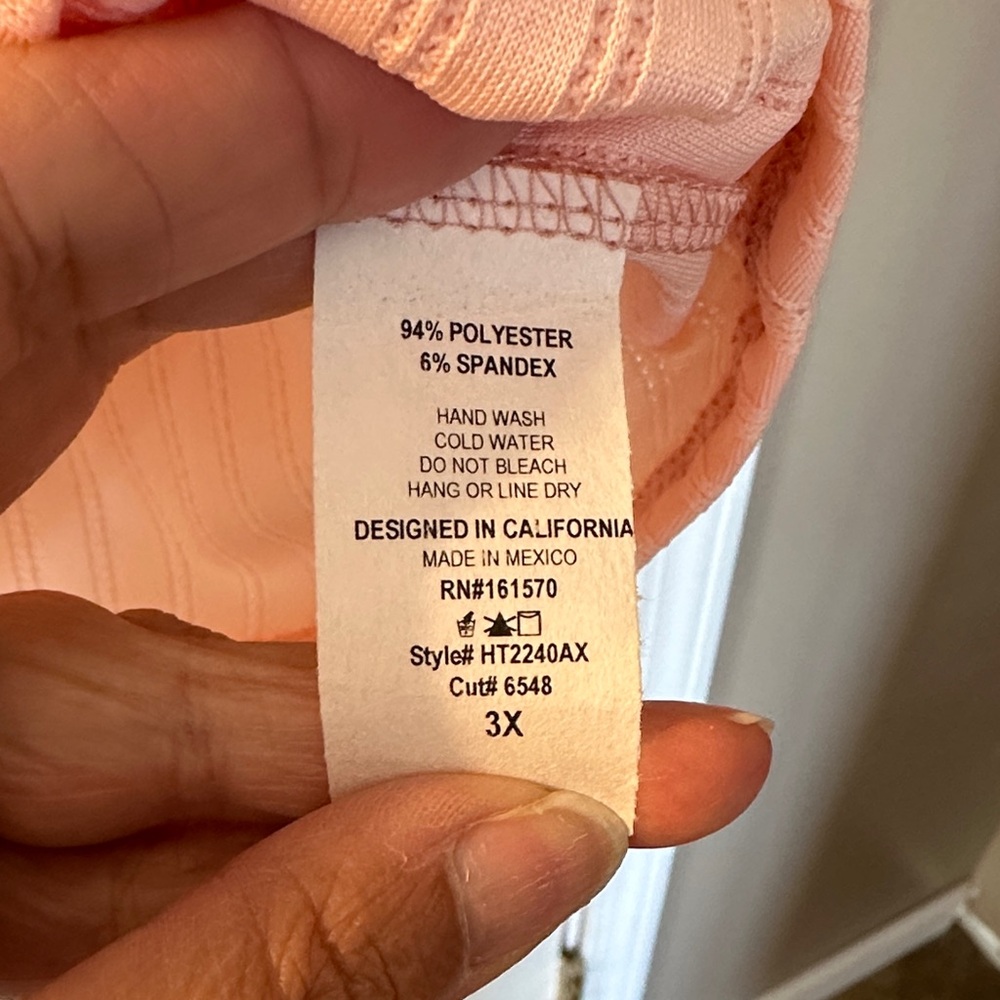 94% POLYESTER
6% SPANDEX
HAND WASH
COLD WATER
DO NOT BLEACH
HANG OR LINE DRY
DESIGNED IN CALIFORNIA
MADE IN MEXICO
RN#161570
Style# HT2240AX
Cut# 6548
3X